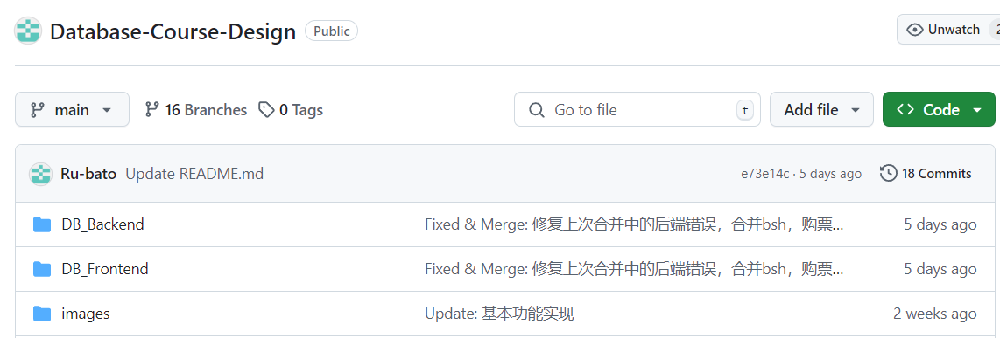 Database-Course-Design Public Unwatch 2
main 16 Branches 0 Tags Go to file t Add file Code
Ru-bato Update README.md e73e14c · 5 days ago 18 Commits
DB_Backend Fixed & Merge: 修复上次合并中的后端错误，合并bsh，购票... 5 days ago
DB_Frontend Fixed & Merge: 修复上次合并中的后端错误，合并bsh，购票... 5 days ago
images Update: 基本功能实现 2 weeks ago